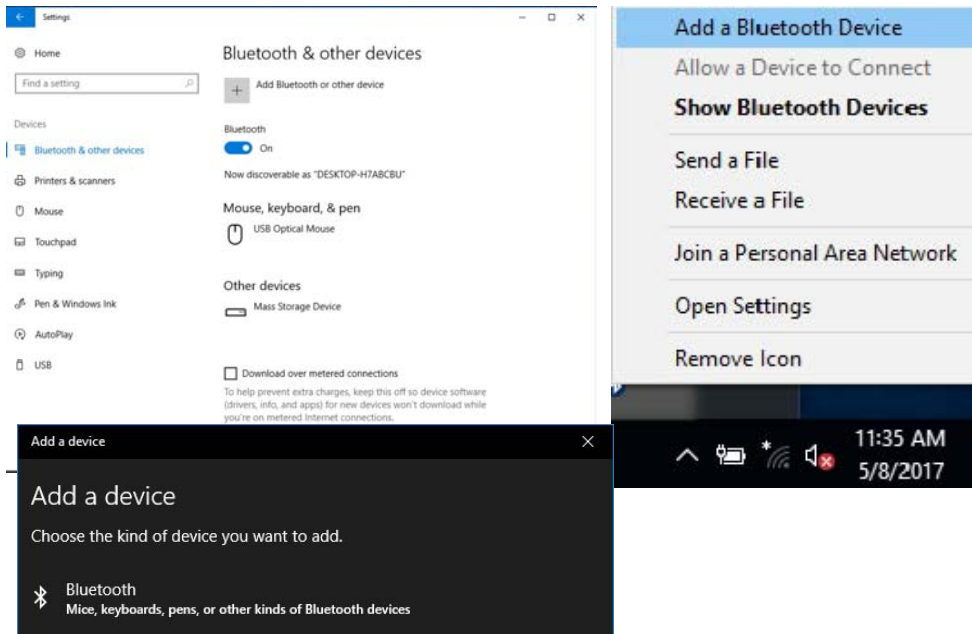 Settings
Home
Find a setting
Devices
Bluetooth & other devices
Printers & scanners
Mouse
Touchpad
Typing
Pen & Windows Ink
AutoPlay
USB
Bluetooth & other devices
Add Bluetooth or other device
Bluetooth
On
Now discoverable as "DESKTOP-H7ABCBU"
Mouse, keyboard, & pen
USB Optical Mouse
Other devices
Mass Storage Device
Download over metered connections
To help prevent extra charges, keep this off so device software
(drivers, info, and apps) for new devices won't download while
you're on metered Internet connections.
Add a Bluetooth Device
Allow a Device to Connect
Show Bluetooth Devices
Send a File
Receive a File
Join a Personal Area Network
Open Settings
Remove Icon
11:35 AM
5/8/2017
Add a device
Add a device
Choose the kind of device you want to add.
Bluetooth
Mice, keyboards, pens, or other kinds of Bluetooth devices